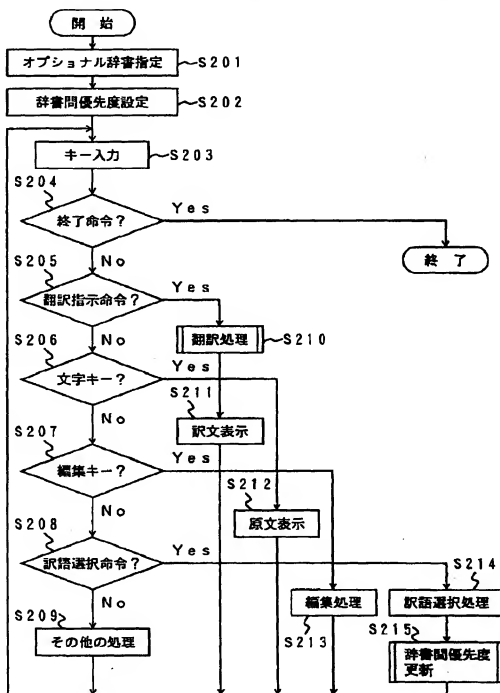 開 始
オプショナル辞書指定 S201
辞書間優先度設定 S202
キー入力 S203
S204
終了命令? Yes
No
終 了
S205
翻訳指示命令? Yes
No
翻訳処理 S210
S206
文字キー? Yes
No
S211
訳文表示
S207
編集キー? Yes
No
S212
原文表示
S208
訳語選択命令? Yes
No
S214
編集処理 訳語選択処理
S213
S209
その他の処理
S215
辞書間優先度
更新